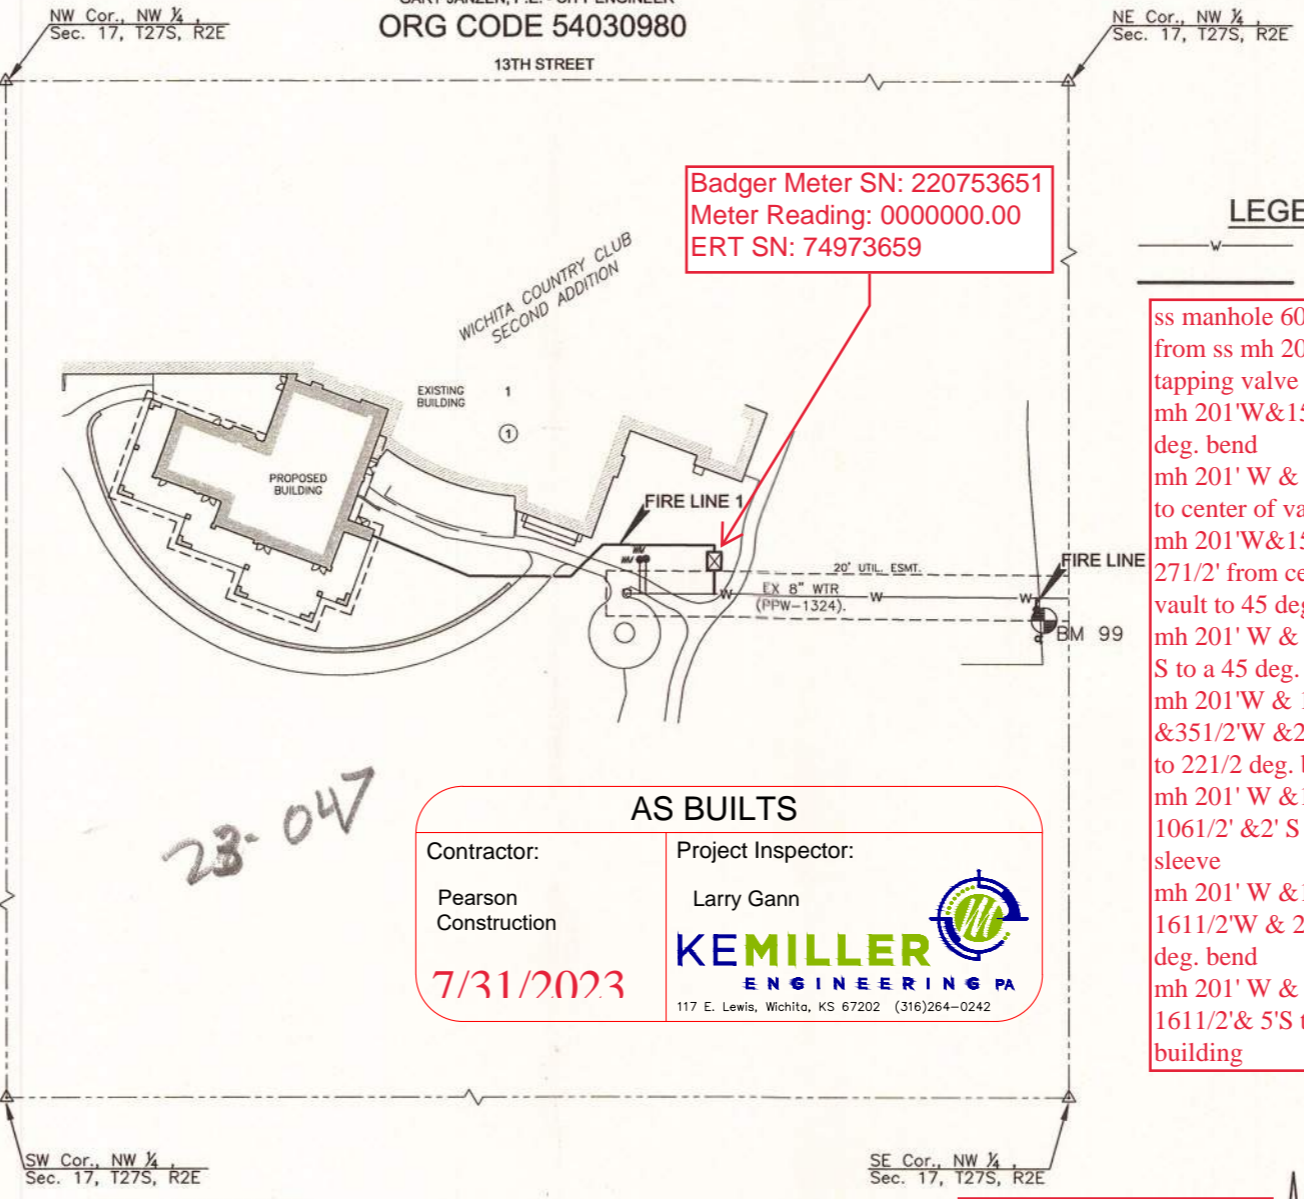 ORG CODE 54030980
13TH STREET
NW Cor., NW ¼ ,
Sec. 17, T27S, R2E
NE Cor., NW ¼ ,
Sec. 17, T27S, R2E
Badger Meter SN: 220753651
Meter Reading: 0000000.00
ERT SN: 74973659
W
WICHITA COUNTRY CLUB
SECOND ADDITION
EXISTING
BUILDING
1
1
PROPOSED
BUILDING
FIRE LINE 1
20' UTIL. ESMT.
EX 8" WTR
(PPW-1324).
W
W
W
FIRE LINE
BM 99
ss manhole 60
from ss mh 20
tapping valve
mh 201'W&15
deg. bend
mh 201' W &
to center of va
mh 201'W&15
271/2' from ce
vault to 45 deg
mh 201' W &
S to a 45 deg.
mh 201'W & 1
&351/2'W &2
to 221/2 deg. b
mh 201' W &1
1061/2' &2' S
sleeve
mh 201' W &1
1611/2'W & 2
deg. bend
mh 201' W &
1611/2'& 5'S t
building
23-047
AS BUILTS
Contractor:
Pearson
Construction
7/31/2023
Project Inspector:
Larry Gann
KEMILLER
ENGINEERING PA
117 E. Lewis, Wichita, KS 67202 (316)264-0242
SW Cor., NW ¼ ,
Sec. 17, T27S, R2E
SE Cor., NW ¼ ,
Sec. 17, T27S, R2E